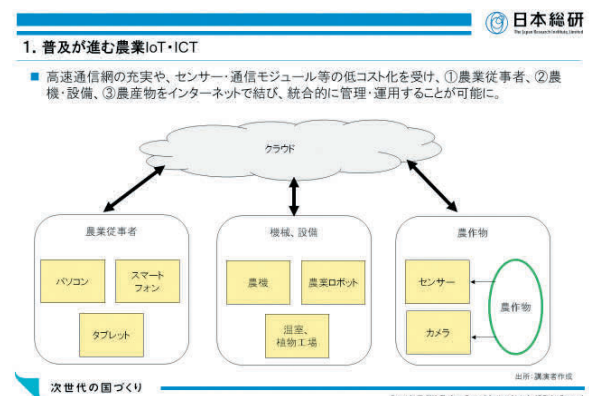 日本総研
The Japan Research Institute, Limited
1. 普及が進む農業IoT・ICT
■ 高速通信網の充実や、センサー・通信モジュール等の低コスト化を受け、①農業従事者、②農
機・設備、③農産物をインターネットで結び、統合的に管理・運用することが可能に。
クラウド
農業従事者
パソコン
スマート
フォン
タブレット
機械、設備
農機
農業ロボット
温室、
植物工場
農作物
センサー
カメラ
農作物
出所：講演者作成
次世代の国づくり